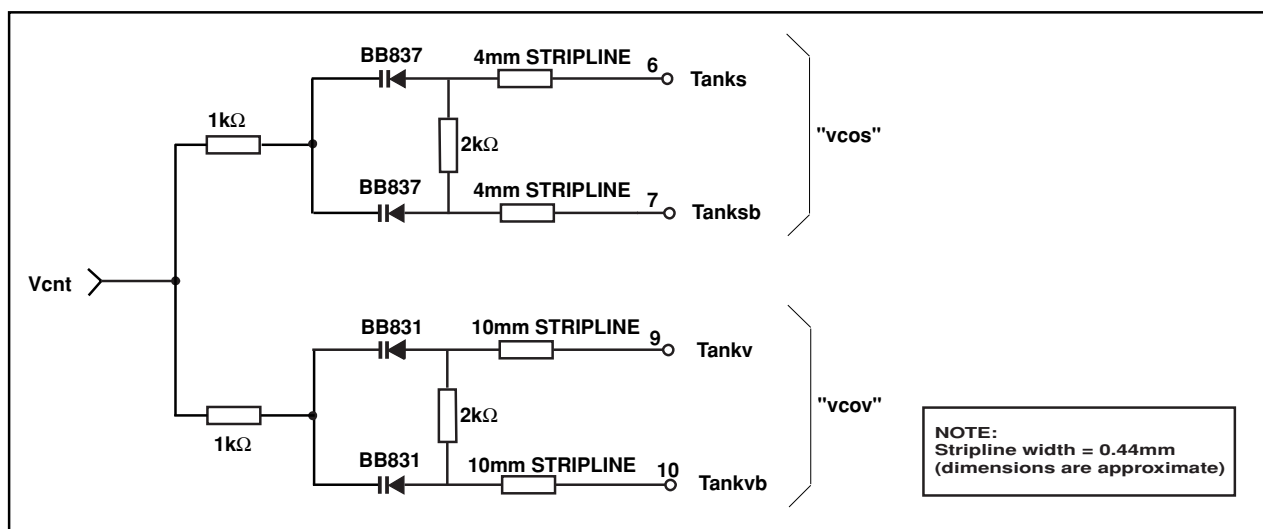 BB837
4mm STRIPLINE
6
Tanks
1kΩ
2kΩ
"vcos"
BB837
4mm STRIPLINE
7
Tanksb
Vcnt
BB831
10mm STRIPLINE
9
Tankv
2kΩ
"vcov"
1kΩ
BB831
10mm STRIPLINE
10
Tankvb
NOTE:
Stripline width = 0.44mm
(dimensions are approximate)